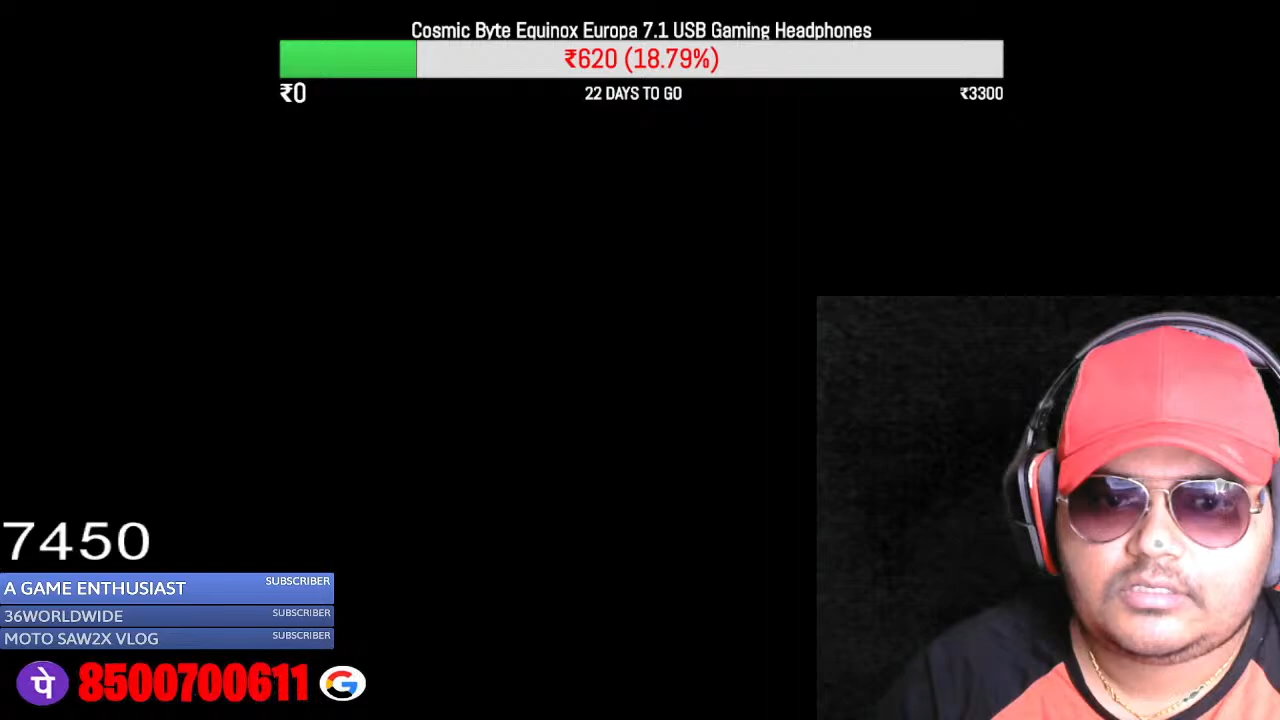 Cosmic Byte Equinox Europa 7.1 USB Gaming Headphones
₹620 (18.79%)
₹0 22 DAYS TO GO ₹3300
7450
A GAME ENTHUSIAST SUBSCRIBER
36WORLDWIDE SUBSCRIBER
MOTO SAW2X VLOG SUBSCRIBER
पे 8500700611 G